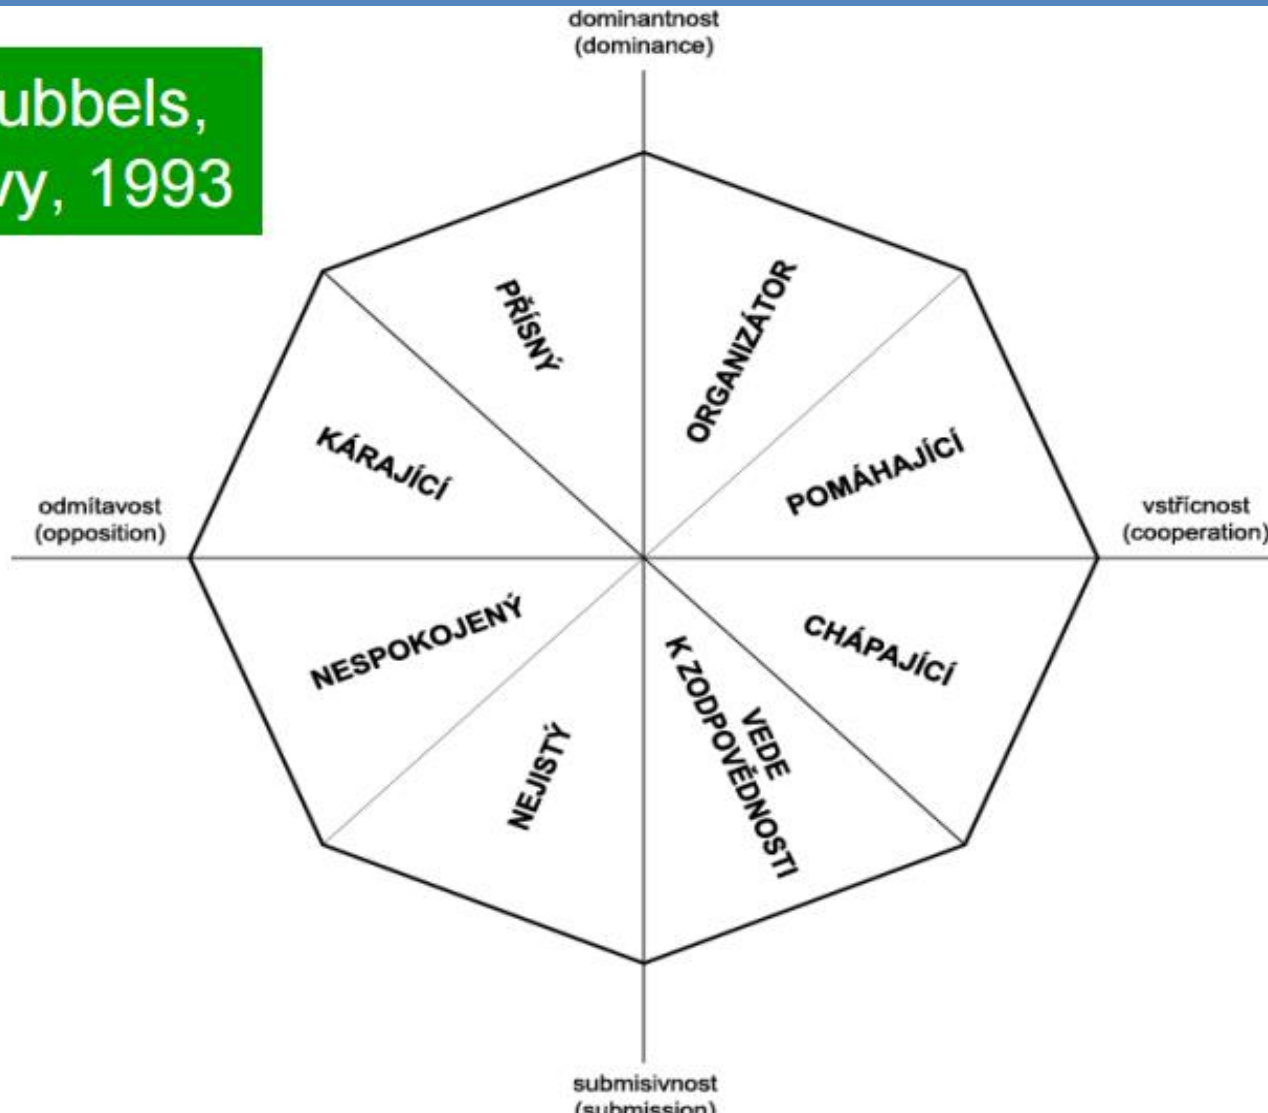 dominantnost
(dominance)
ubbels,
vy, 1993
PŘÍSNÝ
ORGANIZÁTOR
KÁRAJÍCÍ
POMÁHAJÍCÍ
odmítavost
(opposition)
vstřícnost
(cooperation)
NESPOKOJENÝ
CHÁPAJÍCÍ
NEJISTÝ
VEDE
K ZODPOVĚDNOSTI
submisivnost
(submission)